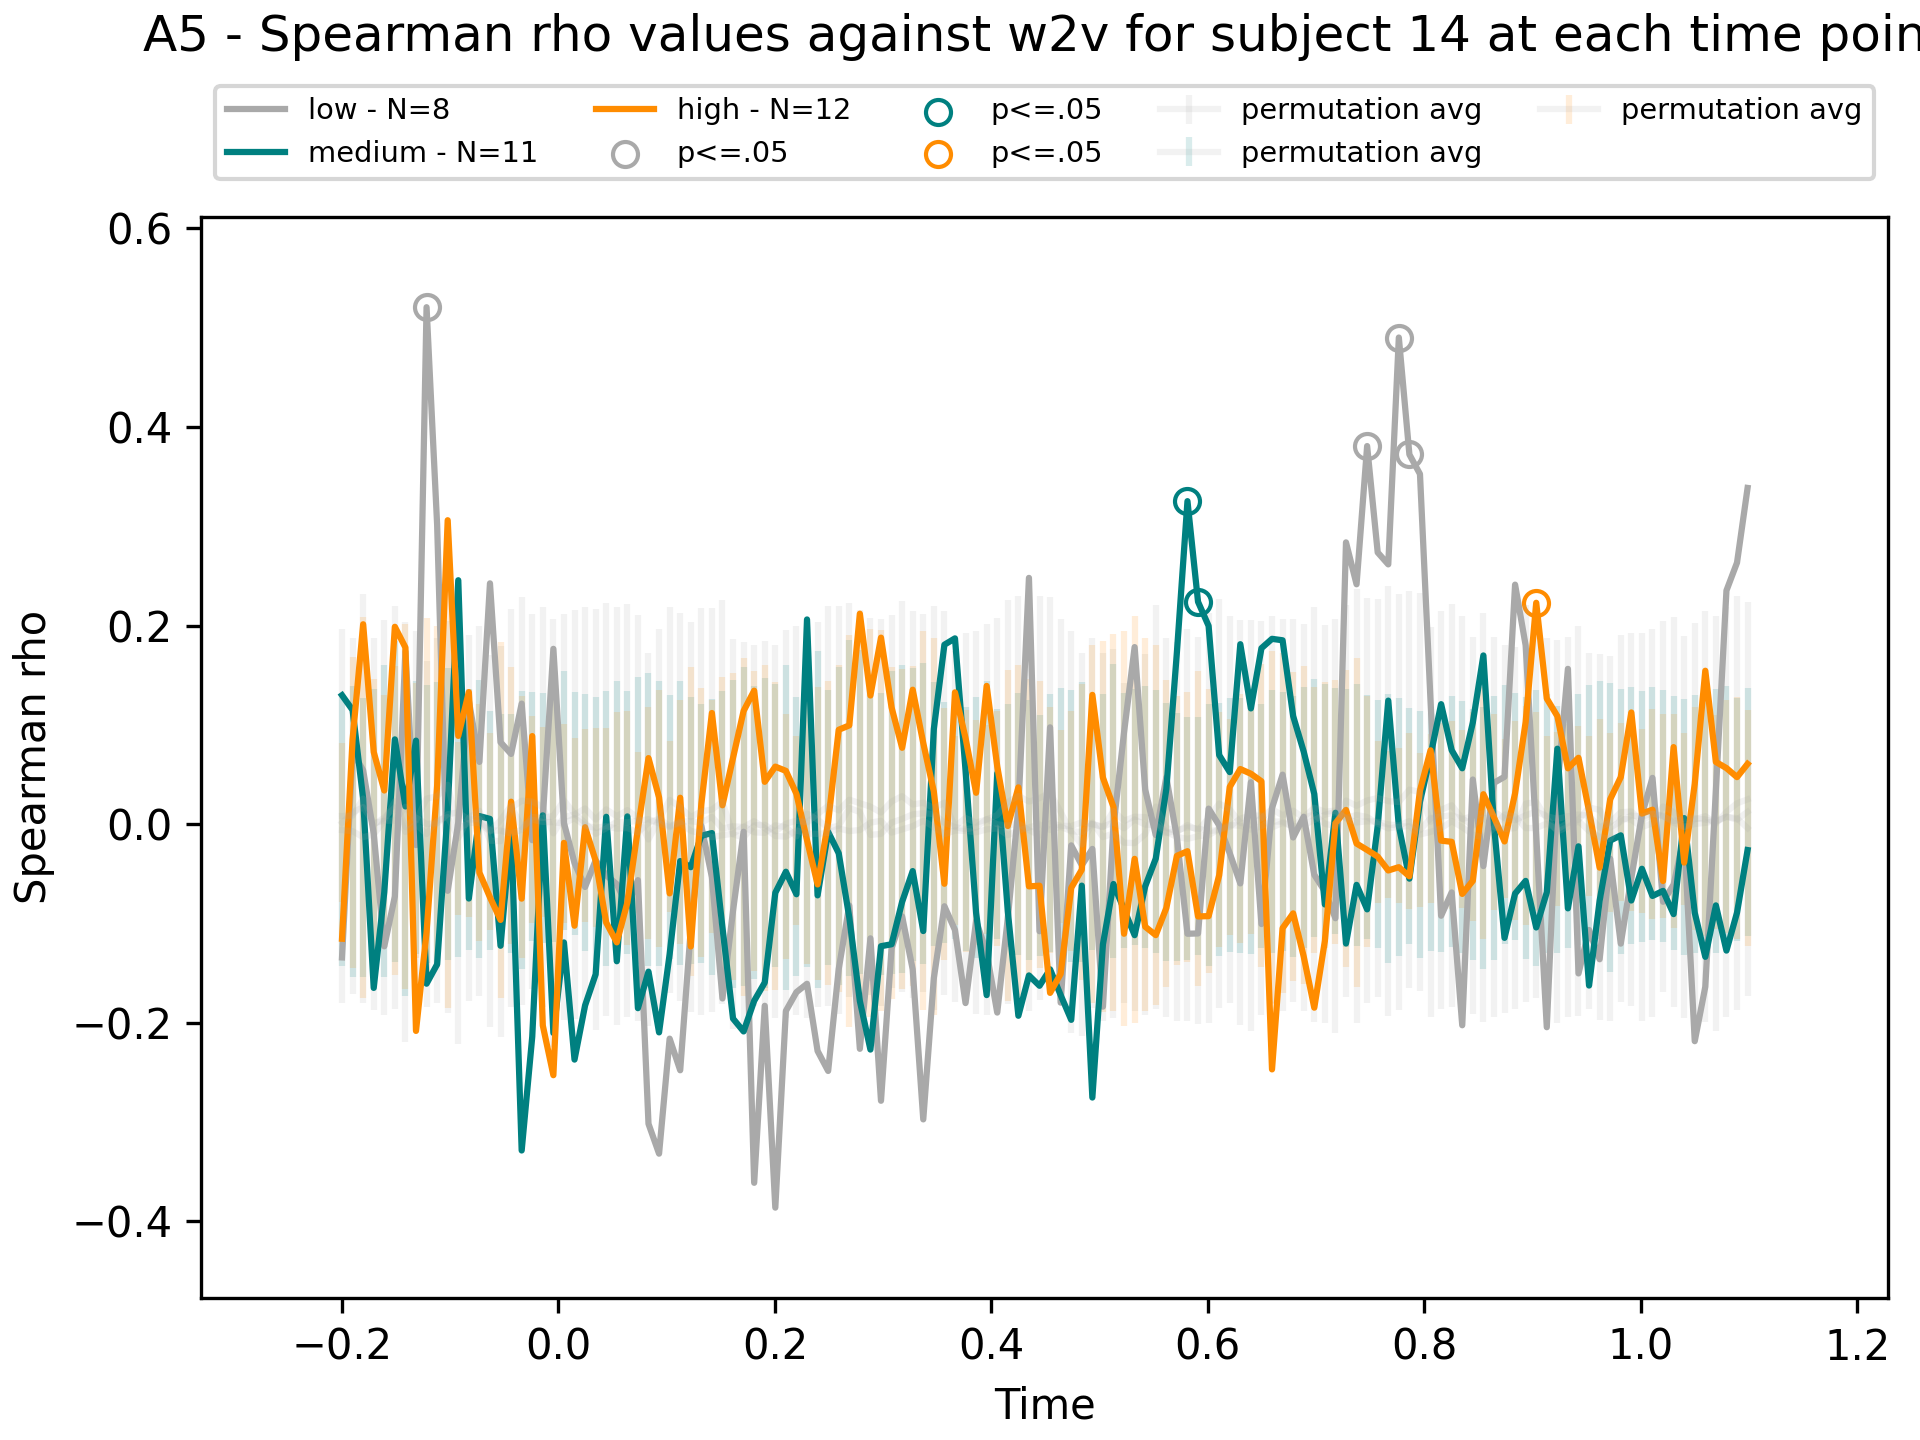 A5 - Spearman rho values against w2v for subject 14 at each time poin
low - N=8 high - N=12 p<=.05 permutation avg permutation avg
medium - N=11 p<=.05 p<=.05 permutation avg
0.6
0.4
0.2
0.0
−0.2
−0.4
Spearman rho
−0.2 0.0 0.2 0.4 0.6 0.8 1.0 1.2
Time